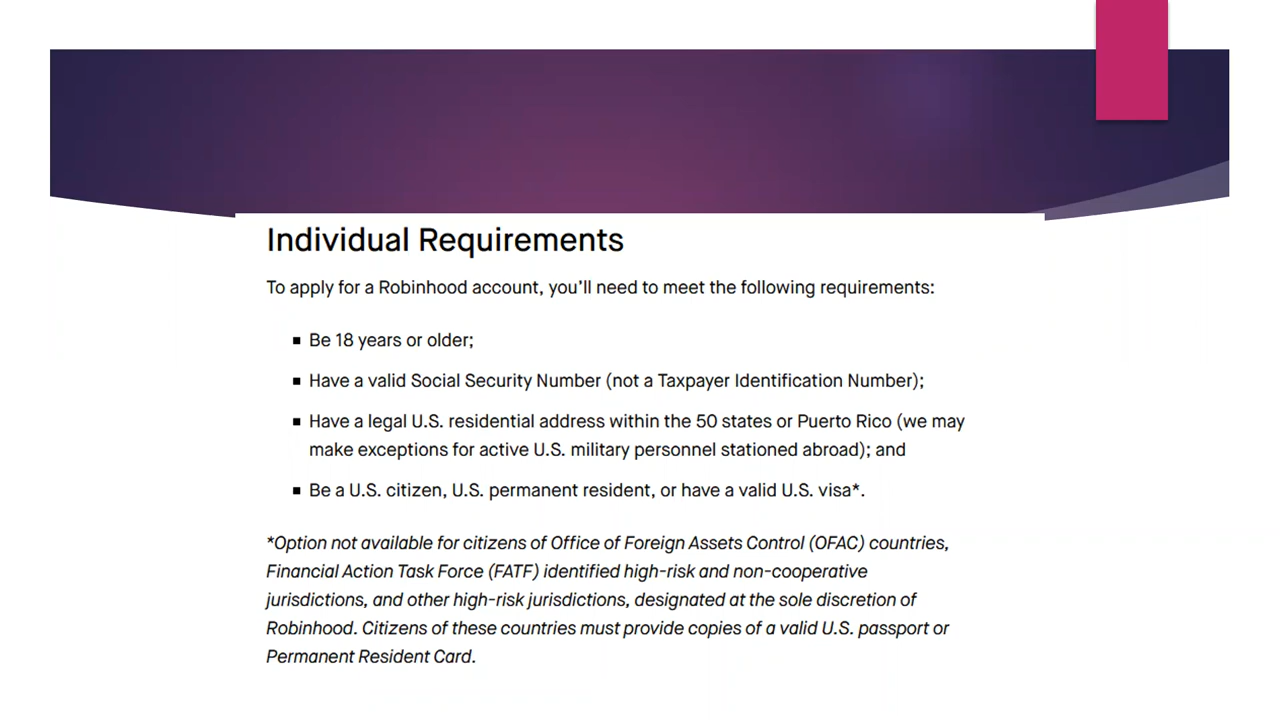 Individual Requirements
To apply for a Robinhood account, you'll need to meet the following requirements:
▪ Be 18 years or older;
▪ Have a valid Social Security Number (not a Taxpayer Identification Number);
▪ Have a legal U.S. residential address within the 50 states or Puerto Rico (we may
make exceptions for active U.S. military personnel stationed abroad); and
▪ Be a U.S. citizen, U.S. permanent resident, or have a valid U.S. visa*.
*Option not available for citizens of Office of Foreign Assets Control (OFAC) countries,
Financial Action Task Force (FATF) identified high-risk and non-cooperative
jurisdictions, and other high-risk jurisdictions, designated at the sole discretion of
Robinhood. Citizens of these countries must provide copies of a valid U.S. passport or
Permanent Resident Card.